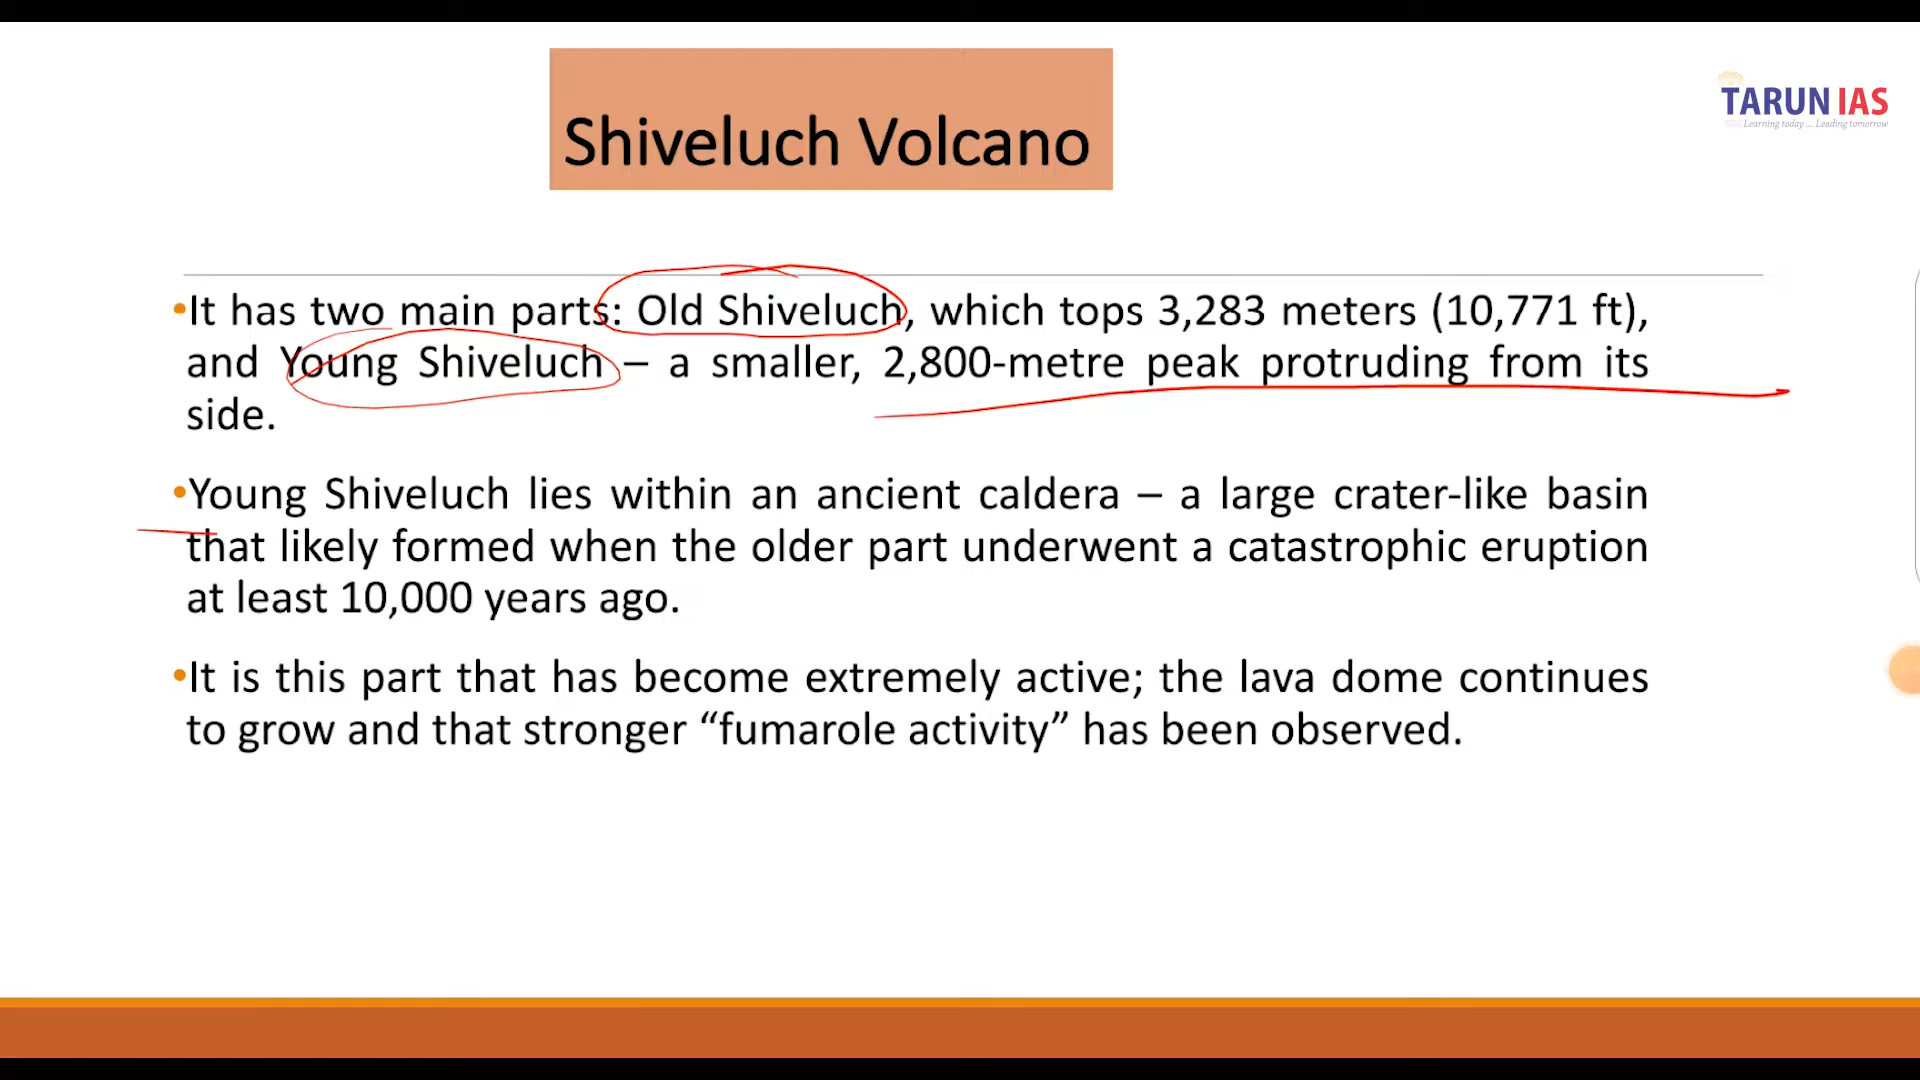 TARUN IAS
Learning today ... Leading tomorrow
Shiveluch Volcano
•It has two main parts: Old Shiveluch, which tops 3,283 meters (10,771 ft),
and Young Shiveluch – a smaller, 2,800-metre peak protruding from its
side.
•Young Shiveluch lies within an ancient caldera – a large crater-like basin
that likely formed when the older part underwent a catastrophic eruption
at least 10,000 years ago.
•It is this part that has become extremely active; the lava dome continues
to grow and that stronger “fumarole activity” has been observed.